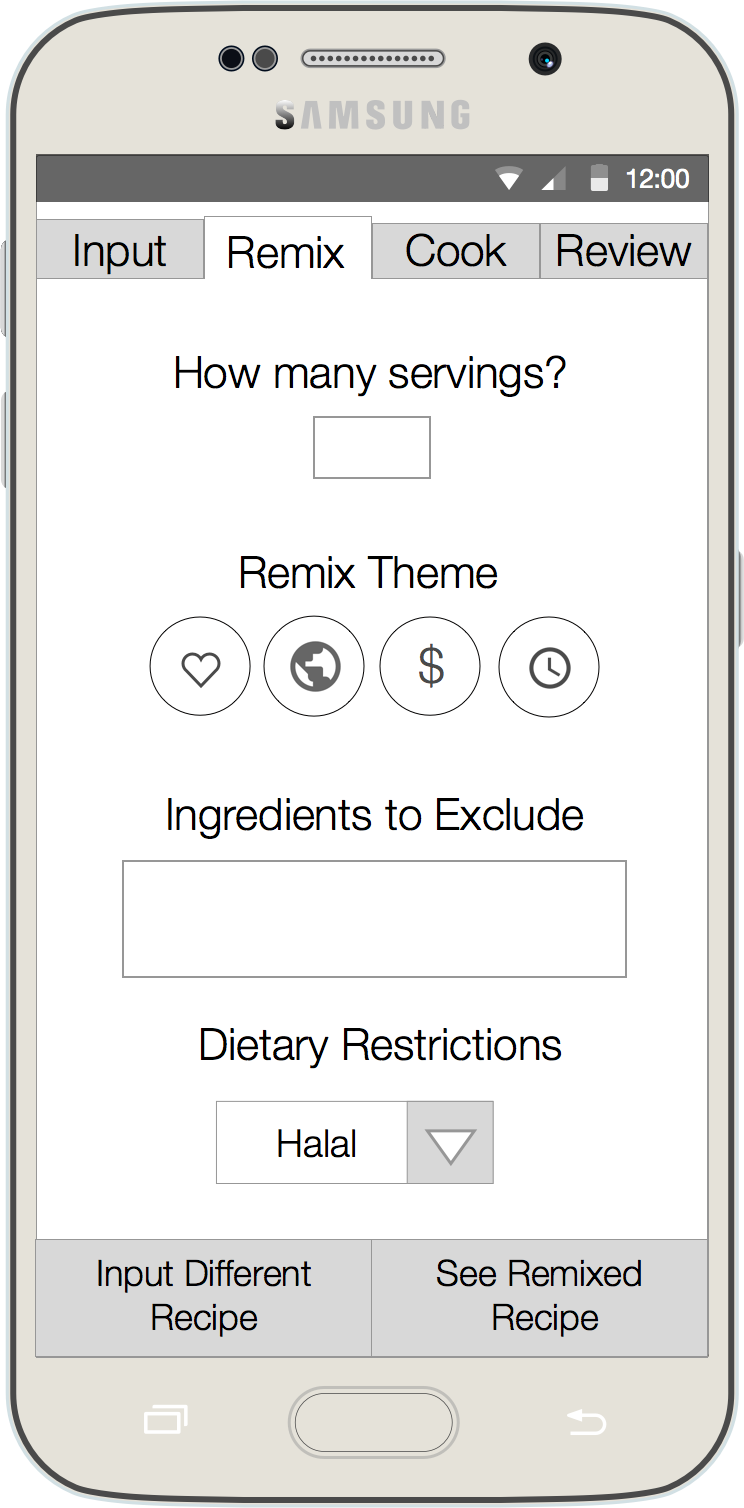 SAMSUNG
12:00
Input Remix Cook Review
How many servings?
Remix Theme
$
Ingredients to Exclude
Dietary Restrictions
Halal
Input Different
Recipe
See Remixed
Recipe